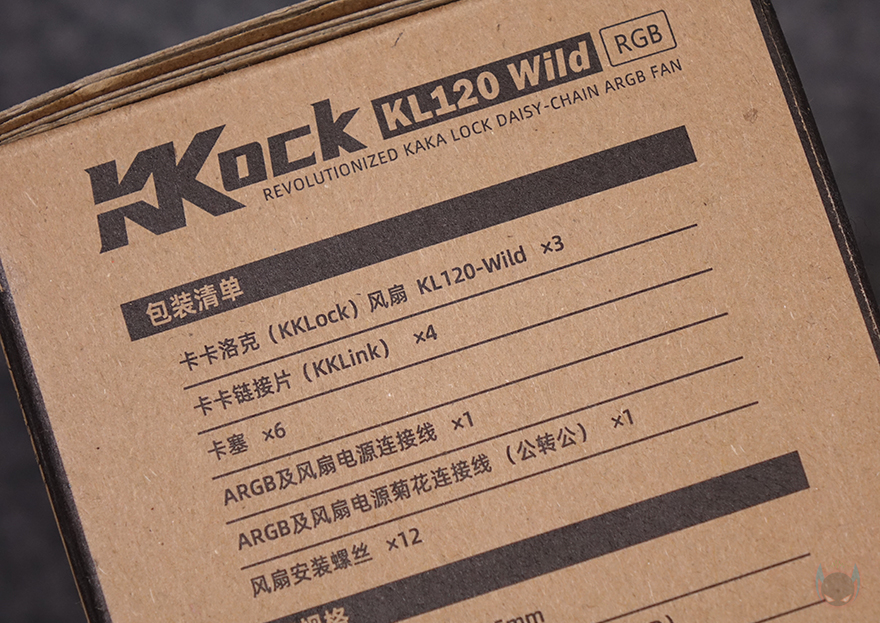 KKock KL120 Wild RGB
REVOLUTIONIZED KAKA LOCK DAISY-CHAIN ARGB FAN
包装清单
卡卡洛克（KKLock）风扇 KL120-Wild ×3
卡卡链接片（KKLink） ×4
卡塞 ×6
ARGB及风扇电源连接线 ×1
ARGB及风扇电源菊花连接线（公转公） ×1
风扇安装螺丝 ×12
规格
5mm